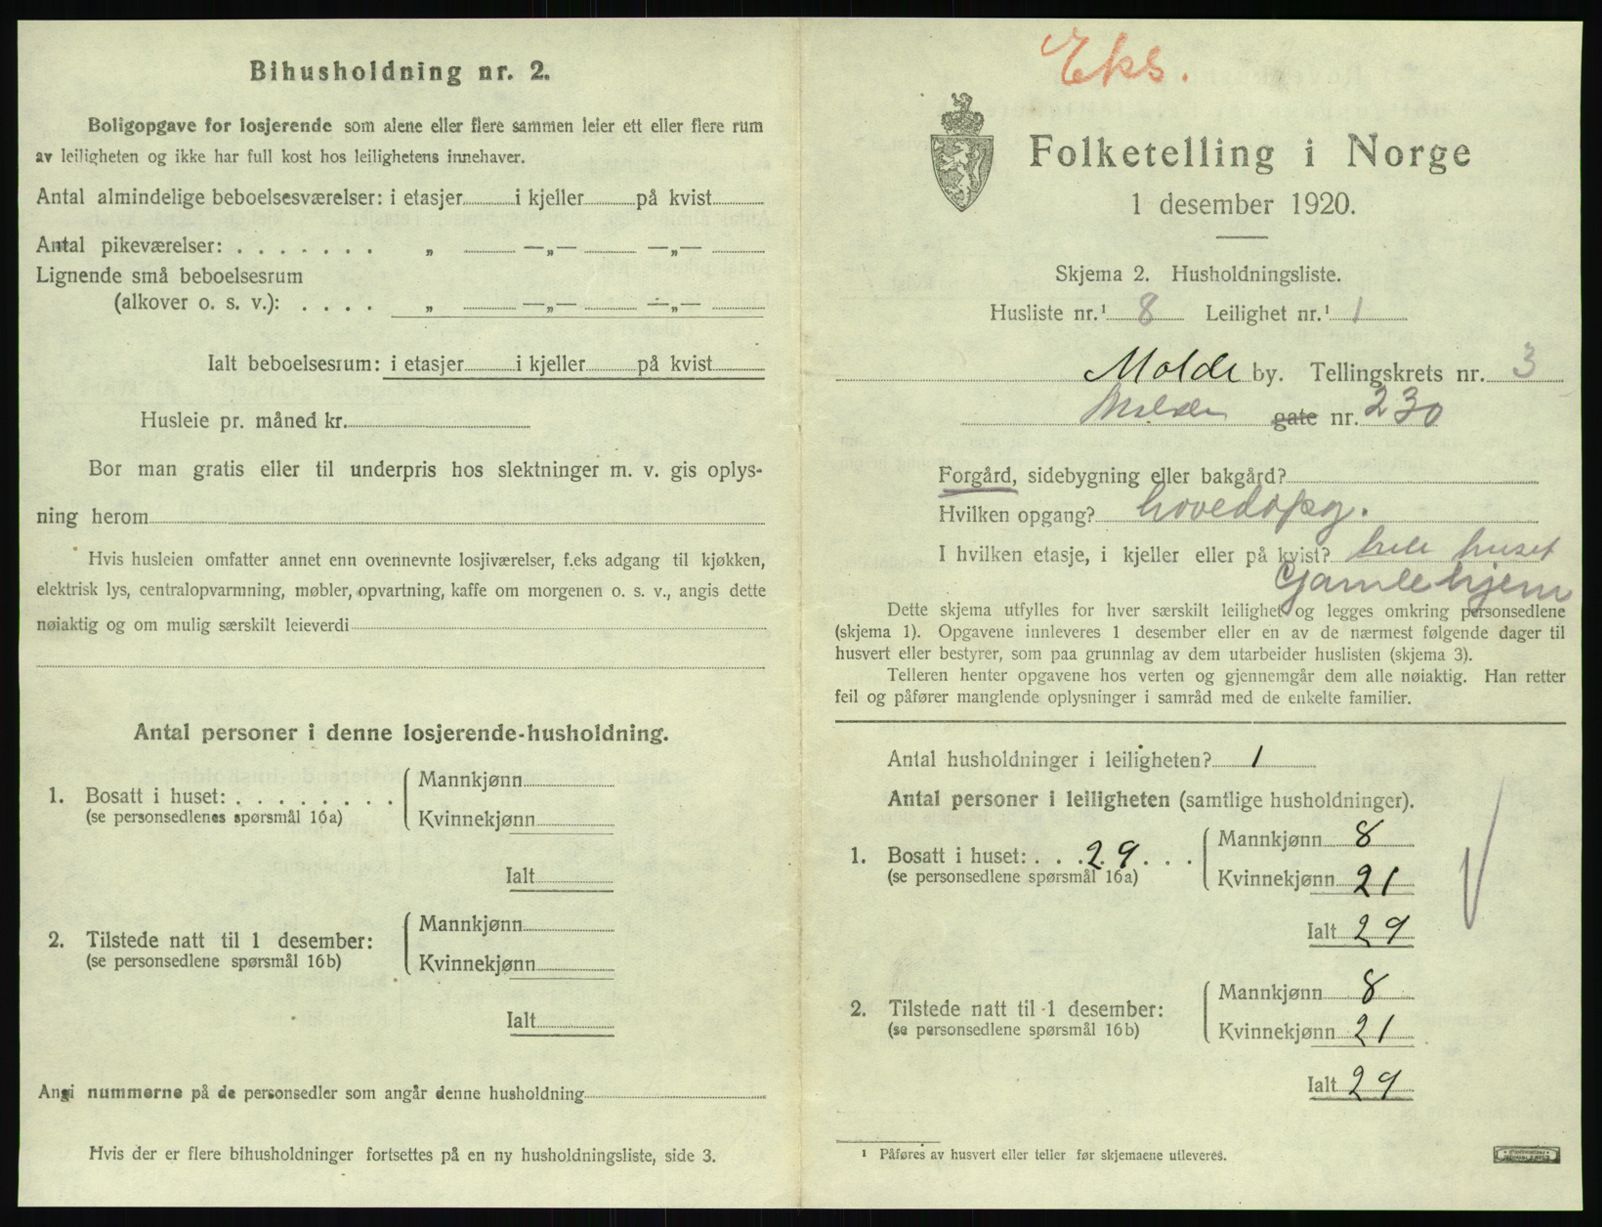 Bihusholdning nr. 2.
Boligopgave for losjerende som alene eller flere sammen leier ett eller flere rum
av leiligheten og ikke har full kost hos leilighetens innehaver.
Antal almindelige beboelsesværelser: i etasjer i kjeller på kvist
Antal pikeværelser: . . . . . . . „ —„— —„—
Lignende små beboelsesrum
(alkover o. s. v.): . . . . „ —„— —„—
Ialt beboelsesrum: i etasjer i kjeller på kvist
Husleie pr. måned kr.
Bor man gratis eller til underpris hos slektninger m. v. gis oplys-
ning herom
Hvis husleien omfatter annet enn ovennevnte losjiværelser, f.eks adgang til kjøkken,
elektrisk lys, centralopvarmning, møbler, opvartning, kaffe om morgenen o. s. v., angis dette
nøiaktig og om mulig særskilt leieverdi
Antal personer i denne losjerende-husholdning.
1. Bosatt i huset: . . . . . . . . Mannkjønn
(se personsedlenes spørsmål 16a) Kvinnekjønn
Ialt
2. Tilstede natt til 1 desember: Mannkjønn
(se personsedlene spørsmål 16b) Kvinnekjønn
Ialt
Angi nummerne på de personsedler som angår denne husholdning
Hvis der er flere bihusholdninger fortsettes på en ny husholdningsliste, side 3.
Eks.
Folketelling i Norge
1 desember 1920.
Skjema 2. Husholdningsliste.
Husliste nr.¹ 8 Leilighet nr.¹ 1
Molde by. Tellingskrets nr. 3
gate nr. 230
Forgård, sidebygning eller bakgård?
Hvilken opgang? hovedopg.
I hvilken etasje, i kjeller eller på kvist? hele huset
Gamlehjem
Dette skjema utfylles for hver særskilt leilighet og legges omkring personsedlene
(skjema 1). Opgavene innleveres 1 desember eller en av de nærmest følgende dager til
husvert eller bestyrer, som paa grunnlag av dem utarbeider huslisten (skjema 3).
Telleren henter opgavene hos verten og gjennemgår dem alle nøiaktig. Han retter
feil og påfører manglende oplysninger i samråd med de enkelte familier.
Antal husholdninger i leiligheten? 1
Antal personer i leiligheten (samtlige husholdninger).
1. Bosatt i huset: . . . 29 . . . Mannkjønn 8
(se personsedlene spørsmål 16a) Kvinnekjønn 21
Ialt 29
2. Tilstede natt til 1 desember: Mannkjønn 8
(se personsedlene spørsmål 16b) Kvinnekjønn 21
Ialt 29
¹ Påføres av husvert eller teller før skjemaene utleveres.